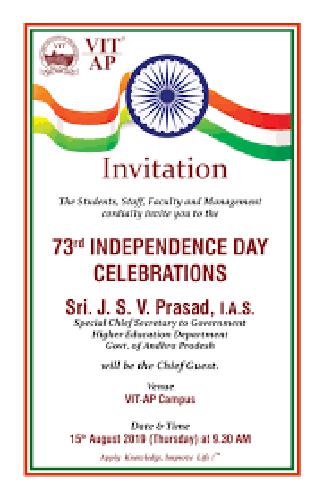 VIT
VIT®
AP
Invitation
The Students, Staff, Faculty and Management
cordially invite you to the
73rd INDEPENDENCE DAY
CELEBRATIONS
Sri. J. S. V. Prasad, I.A.S.
Special Chief Secretary to Government
Higher Education Department
Govt. of Andhra Pradesh
will be the Chief Guest.
Venue
VIT-AP Campus
Date & Time
15th August 2019 (Thursday) at 9.30 AM
Apply Knowledge, Improve Life!™